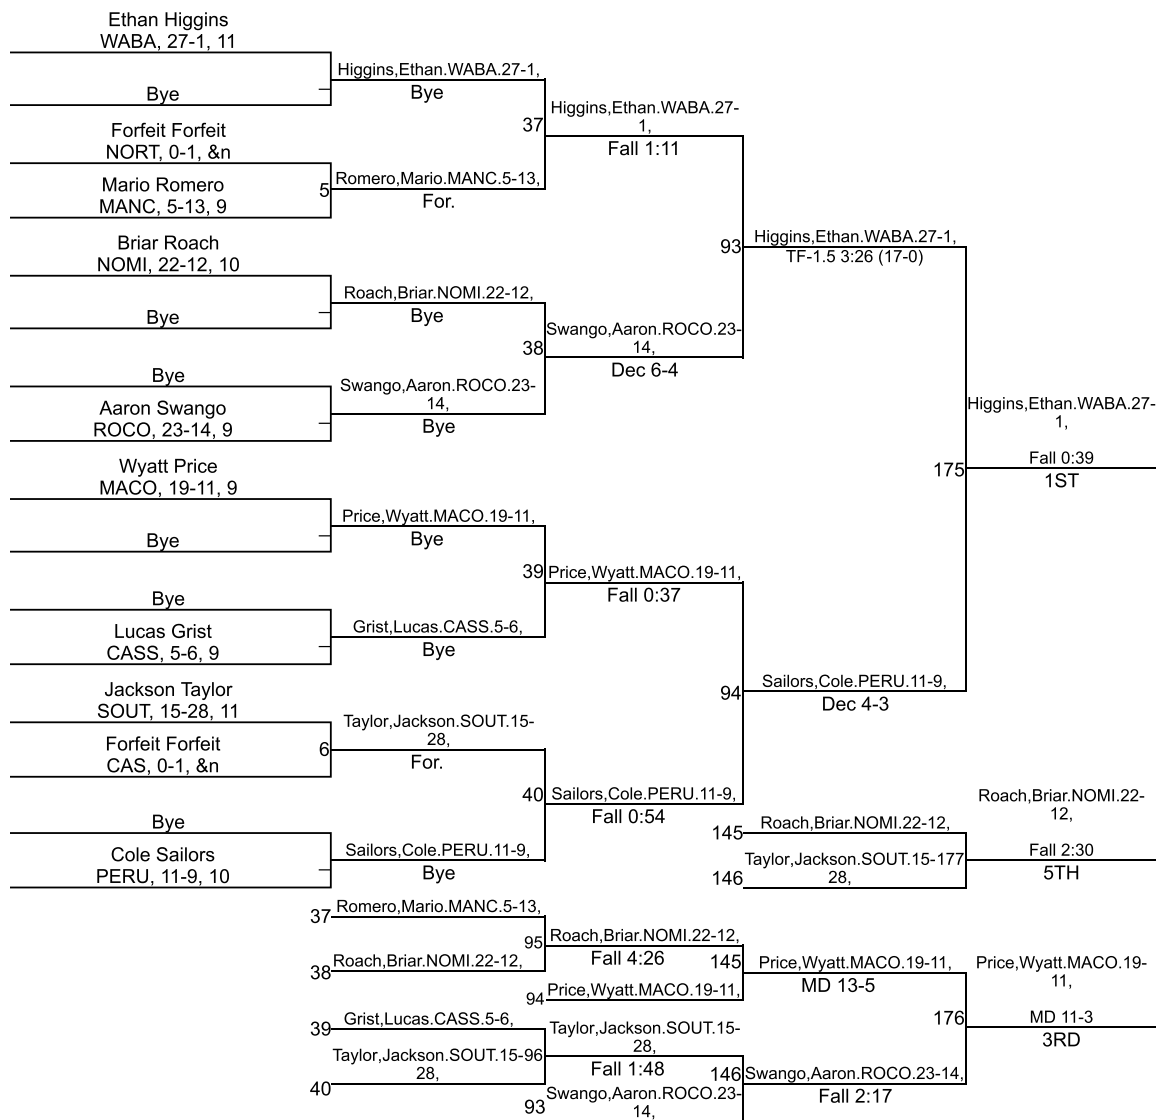 Ethan Higgins
WABA, 27-1, 11
Bye
Forfeit Forfeit
NORT, 0-1, &n
Mario Romero
MANC, 5-13, 9
Briar Roach
NOMI, 22-12, 10
Bye
Bye
Aaron Swango
ROCO, 23-14, 9
Wyatt Price
MACO, 19-11, 9
Bye
Bye
Lucas Grist
CASS, 5-6, 9
Jackson Taylor
SOUT, 15-28, 11
Forfeit Forfeit
CAS, 0-1, &n
Bye
Cole Sailors
PERU, 11-9, 10
Higgins,Ethan.WABA.27-1,
Bye
5
Romero,Mario.MANC.5-13,
For.
Roach,Briar.NOMI.22-12,
Bye
Swango,Aaron.ROCO.23-
14,
Bye
Price,Wyatt.MACO.19-11,
Bye
Grist,Lucas.CASS.5-6,
Bye
6
Taylor,Jackson.SOUT.15-
28,
For.
Sailors,Cole.PERU.11-9,
Bye
37
Higgins,Ethan.WABA.27-
1,
Fall 1:11
38
Swango,Aaron.ROCO.23-
14,
Dec 6-4
39
Price,Wyatt.MACO.19-11,
Fall 0:37
40
Sailors,Cole.PERU.11-9,
Fall 0:54
93
Higgins,Ethan.WABA.27-1,
TF-1.5 3:26 (17-0)
94
Sailors,Cole.PERU.11-9,
Dec 4-3
175
Higgins,Ethan.WABA.27-
1,
Fall 0:39
1ST
145
Roach,Briar.NOMI.22-12,
146
Taylor,Jackson.SOUT.15-
28,
177
Roach,Briar.NOMI.22-
12,
Fall 2:30
5TH
37
Romero,Mario.MANC.5-13,
38
Roach,Briar.NOMI.22-12,
39
Grist,Lucas.CASS.5-6,
40
Taylor,Jackson.SOUT.15-
28,
95
Roach,Briar.NOMI.22-12,
Fall 4:26
94
Price,Wyatt.MACO.19-11,
96
Taylor,Jackson.SOUT.15-
28,
Fall 1:48
93
Swango,Aaron.ROCO.23-
14,
145
Price,Wyatt.MACO.19-11,
MD 13-5
146
Swango,Aaron.ROCO.23-14,
Fall 2:17
176
Price,Wyatt.MACO.19-
11,
MD 11-3
3RD